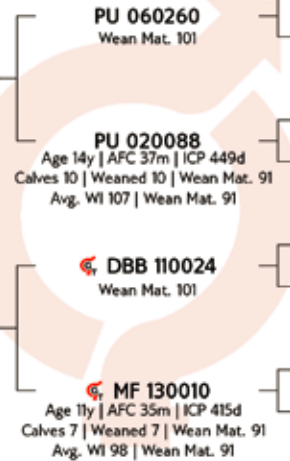 PU 060260
Wean Mat. 101
PU 020088
Age 14y | AFC 37m | ICP 449d
Calves 10 | Weaned 10 | Wean Mat. 91
Avg. WI 107 | Wean Mat. 91
DBB 110024
Wean Mat. 101
MF 130010
Age 11y | AFC 35m | ICP 415d
Calves 7 | Weaned 7 | Wean Mat. 91
Avg. WI 98 | Wean Mat. 91